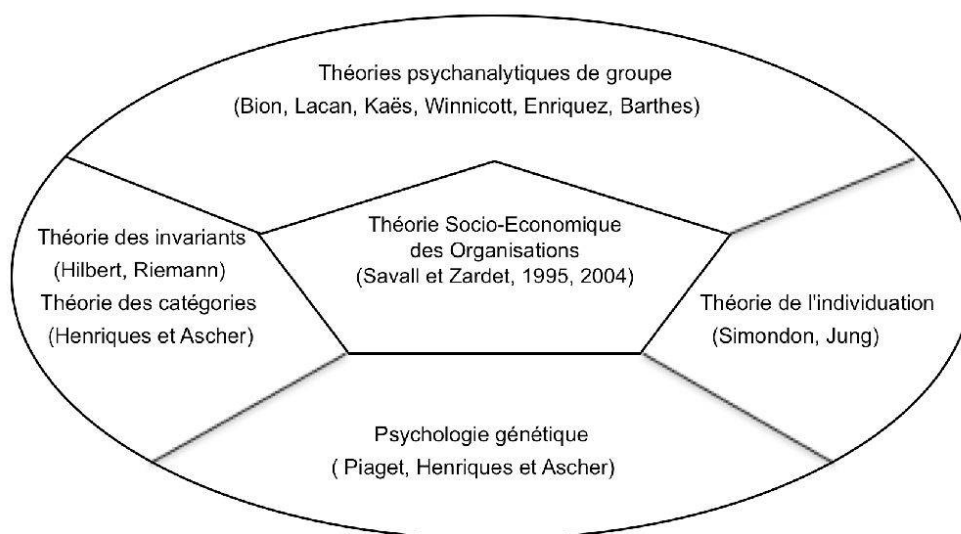 Théories psychanalytiques de groupe
(Bion, Lacan, Kaës, Winnicott, Enriquez, Barthes)
Théorie des invariants
(Hilbert, Riemann)
Théorie des catégories
(Henriques et Ascher)
Théorie Socio-Economique
des Organisations
(Savall et Zardet, 1995, 2004)
Théorie de l'individuation
(Simondon, Jung)
Psychologie génétique
( Piaget, Henriques et Ascher)